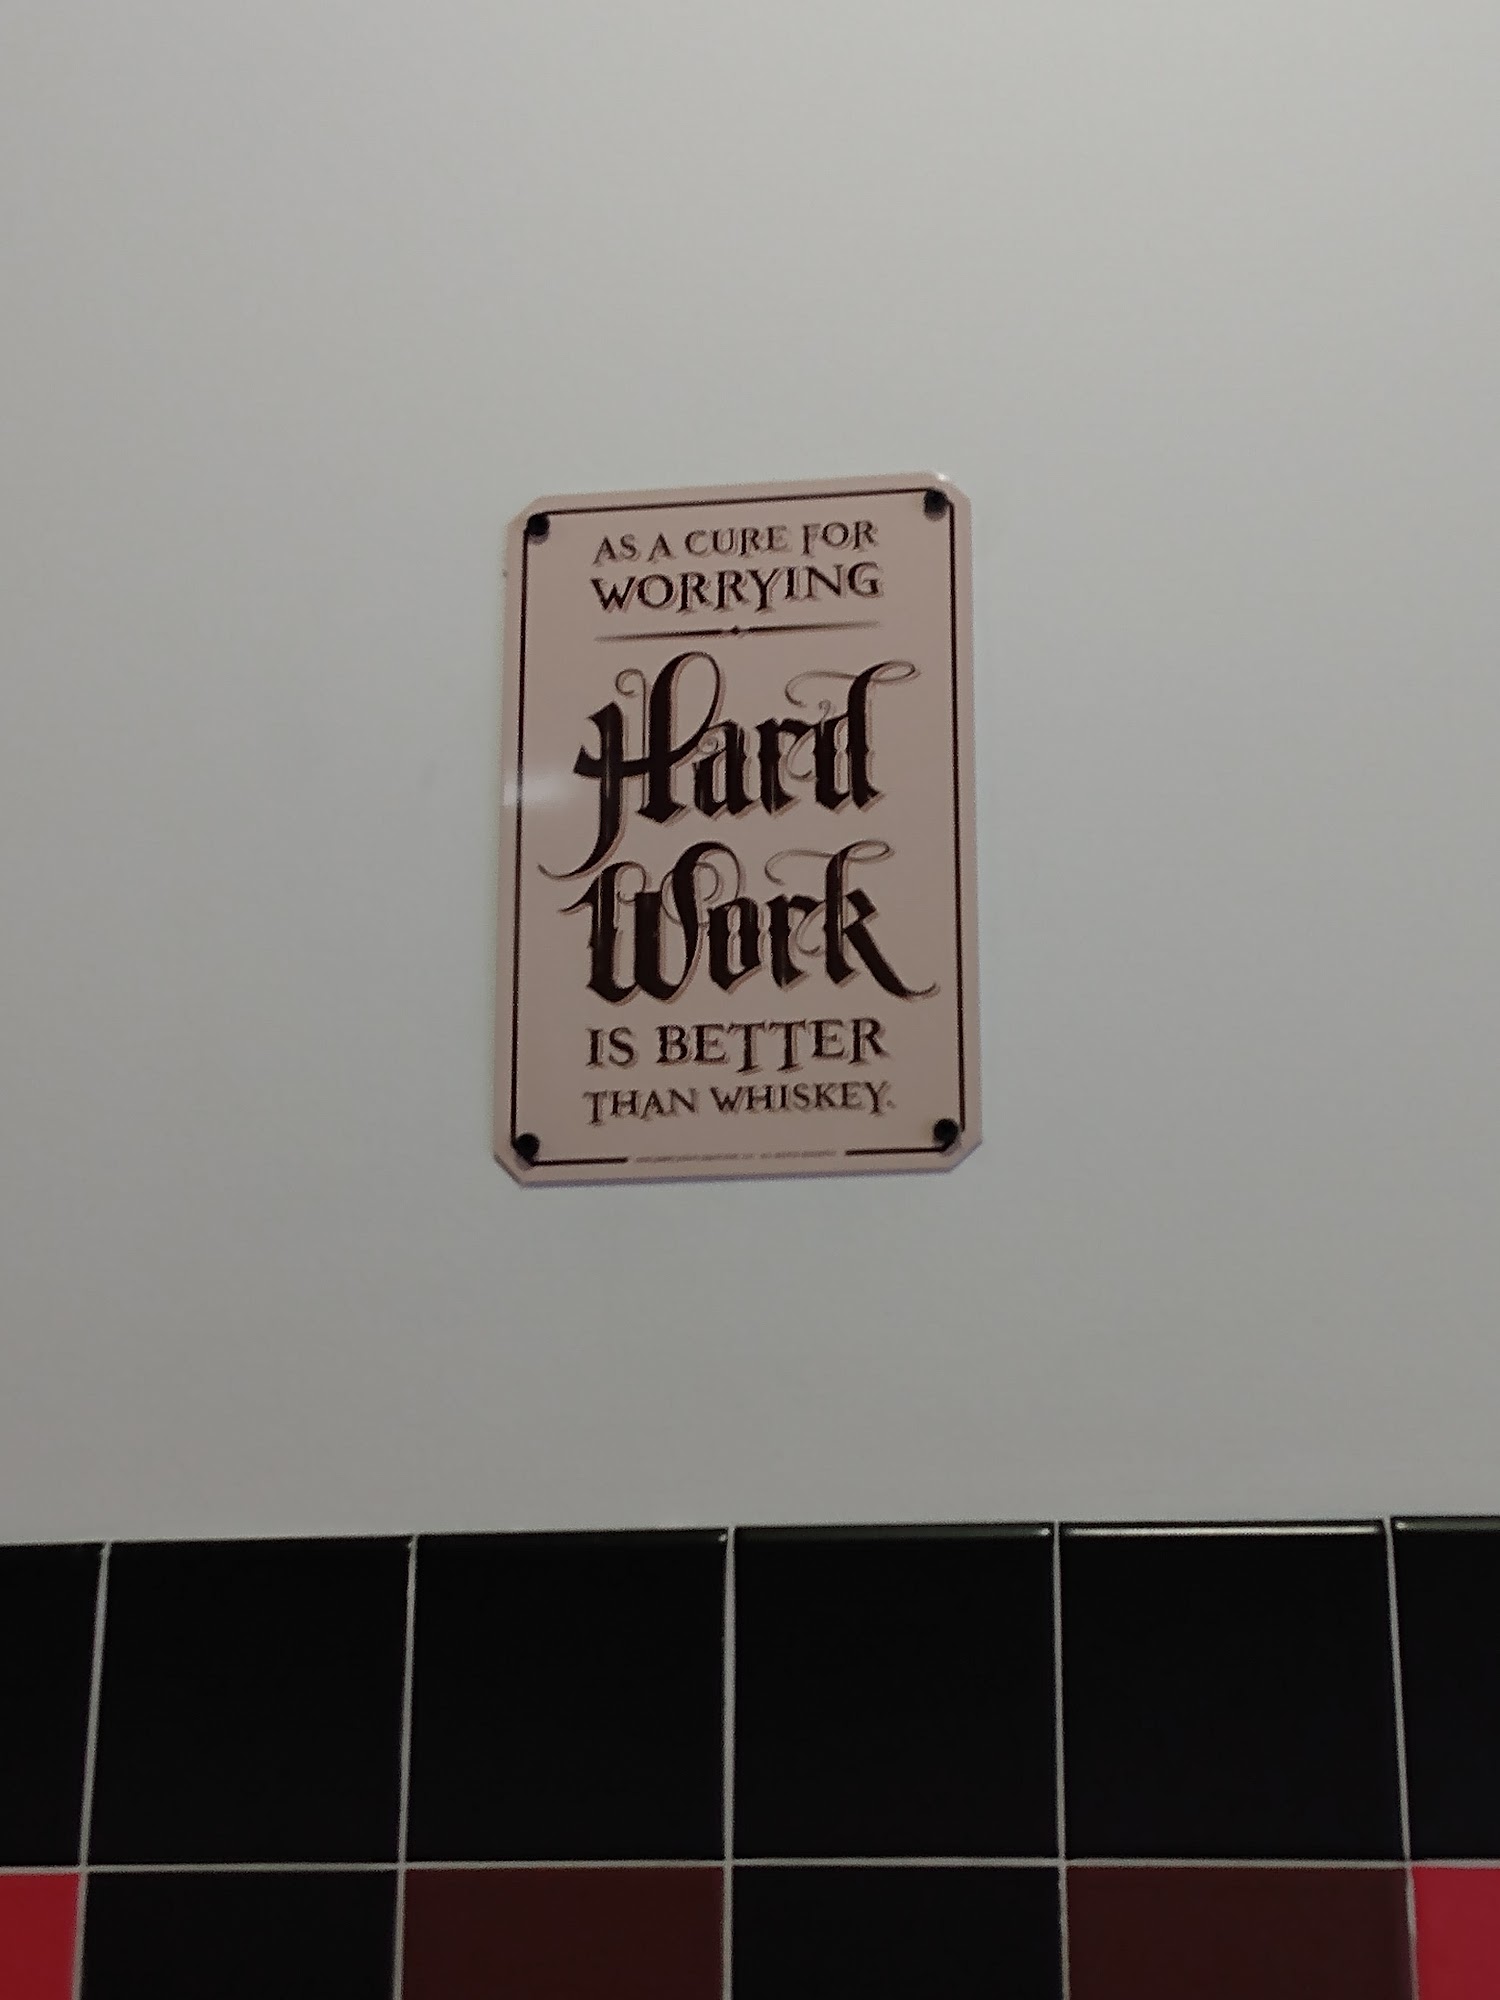 AS A CURE FOR
WORRYING
Hard
Work
IS BETTER
THAN WHISKEY.